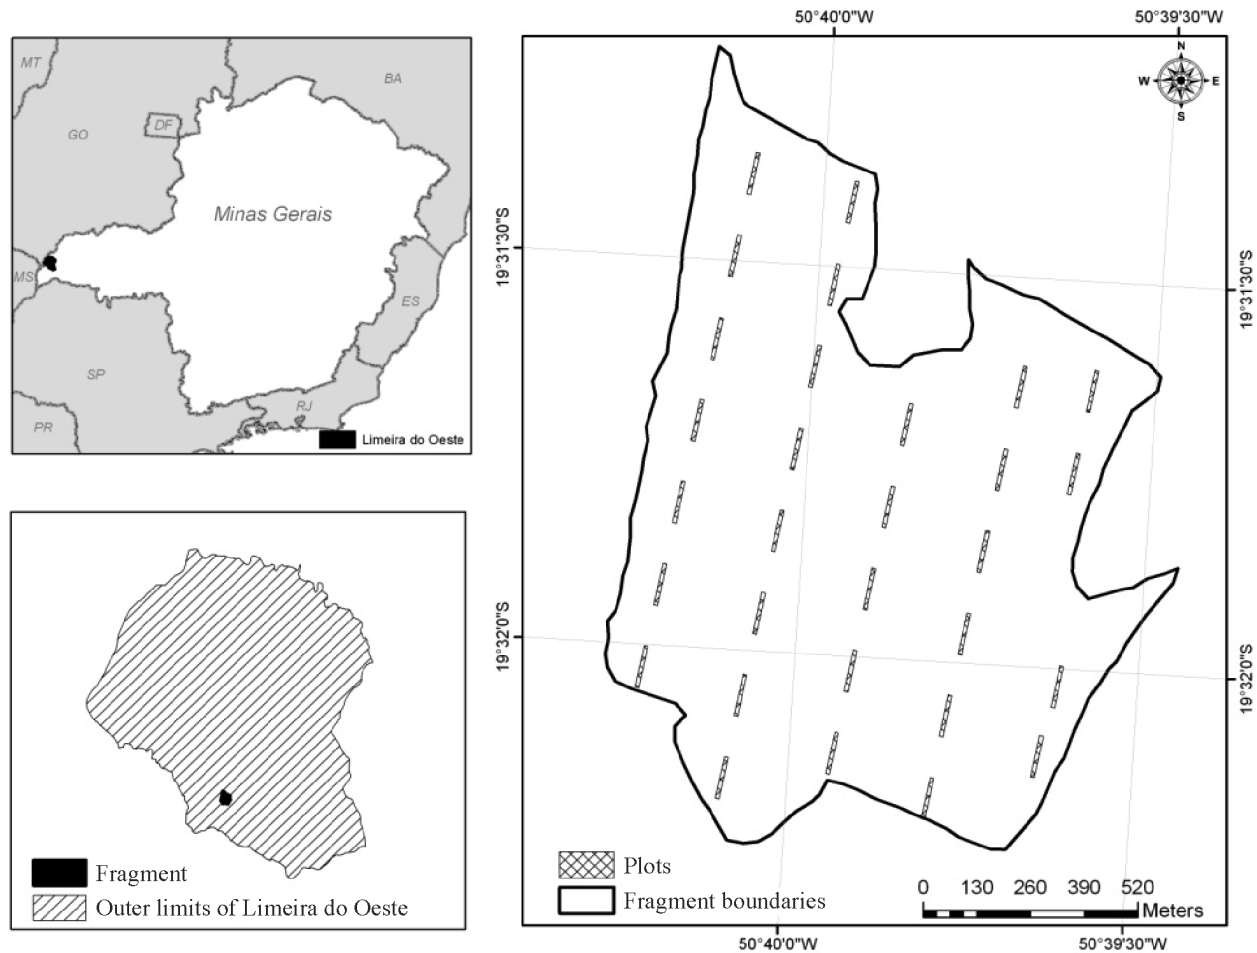 MT
BA
GO
DF
Minas Gerais
MS
ES
SP
RJ
PR
Limeira do Oeste
Fragment
Outer limits of Limeira do Oeste
50°40'0"W
50°39'30"W
N
W
E
S
19°31'30"S
19°31'30"S
19°32'0"S
19°32'0"S
Plots
Fragment boundaries
0 130 260 390 520
Meters
50°40'0"W
50°39'30"W